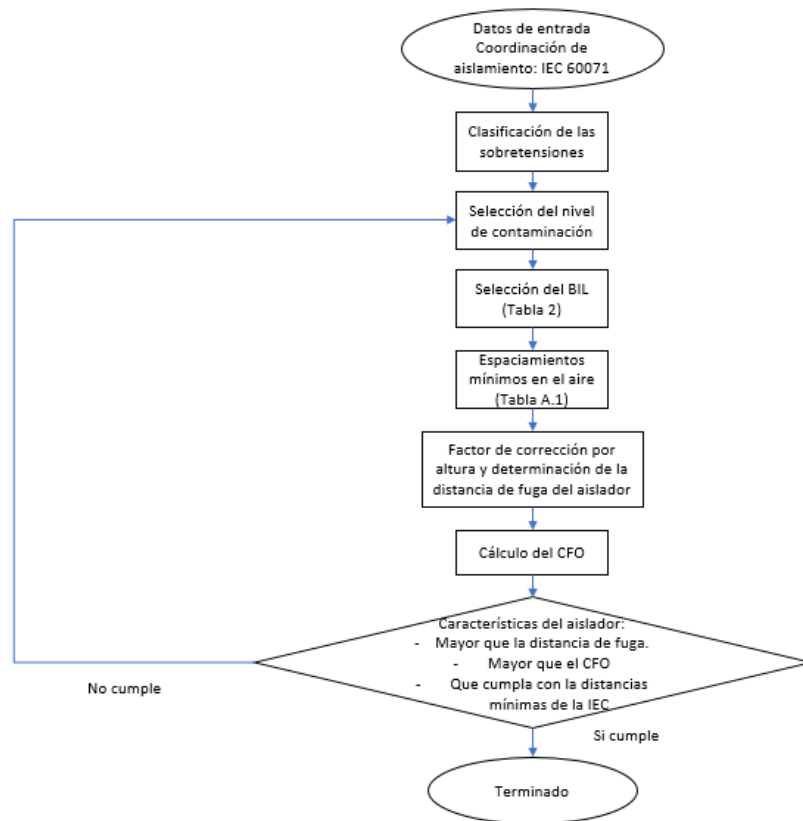 Datos de entrada
Coordinación de
aislamiento: IEC 60071
Clasificación de las
sobretensiones
Selección del nivel
de contaminación
Selección del BIL
(Tabla 2)
Espaciamientos
mínimos en el aire
(Tabla A.1)
Factor de corrección por
altura y determinación de la
distancia de fuga del aislador
Cálculo del CFO
Características del aislador:
- Mayor que la distancia de fuga.
- Mayor que el CFO
- Que cumpla con la distancias
mínimas de la IEC
No cumple
Si cumple
Terminado